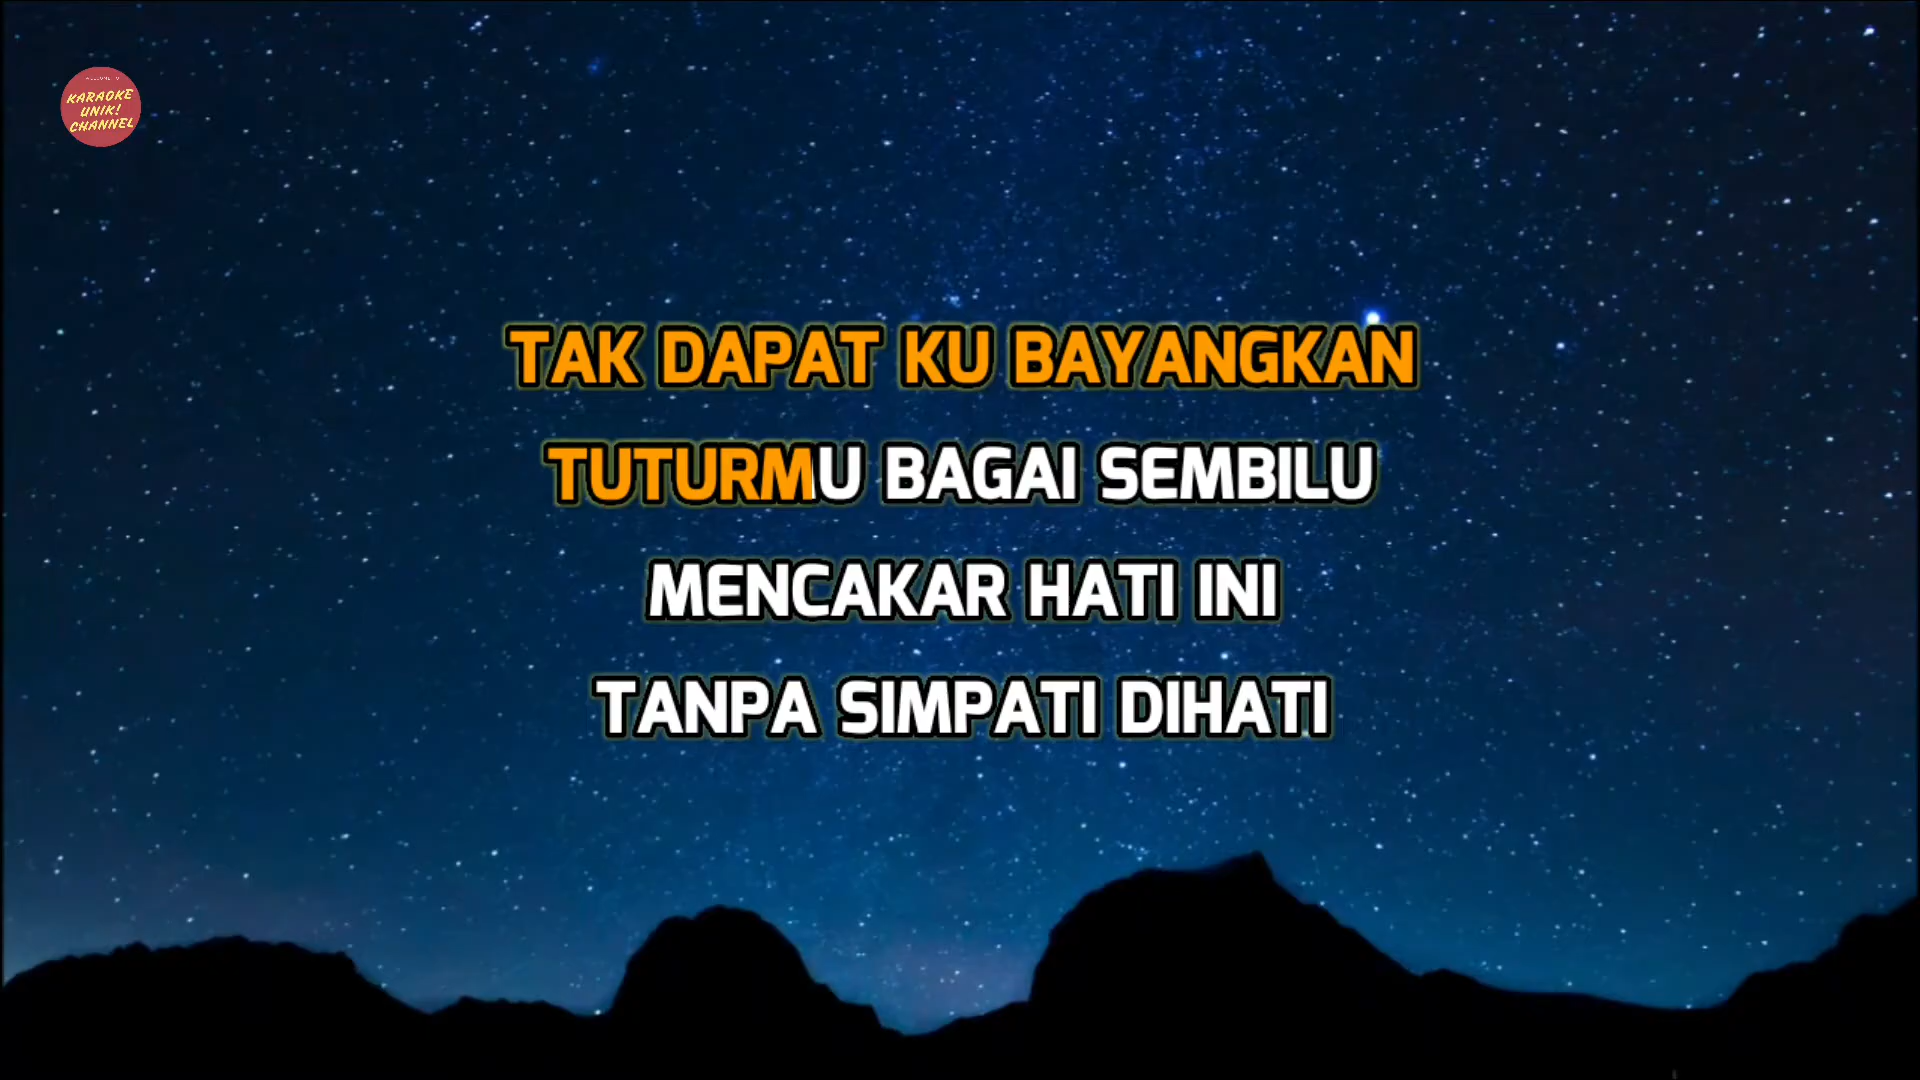 KARAOKE
UNIK!
CHANNEL
TAK DAPAT KU BAYANGKAN
TUTURMU BAGAI SEMBILU
MENCAKAR HATI INI
TANPA SIMPATI DIHATI